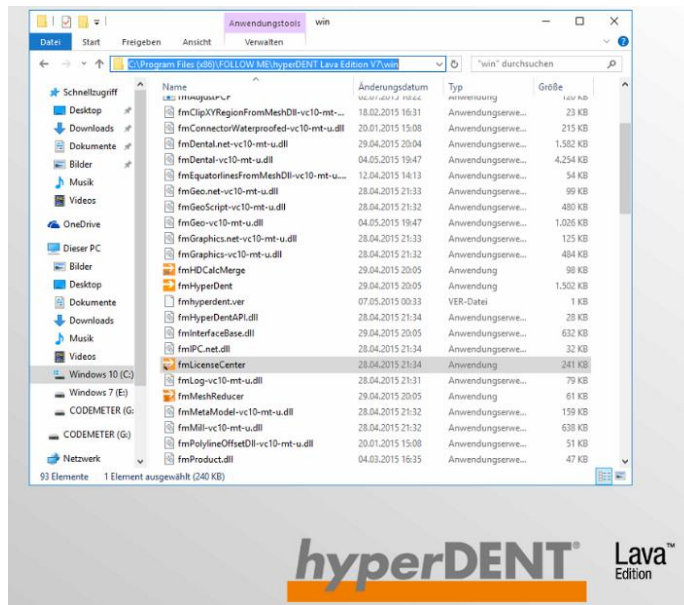 Anwendungstools win
Datei Start Freigeben Ansicht Verwalten
C:\Program Files (x86)\FOLLOW ME\hyperDENT Lava Edition V7\win "win" durchsuchen
Name Änderungsdatum Typ Größe
Schnellzugriff
Desktop
Downloads
Dokumente
Bilder
Musik
Videos
OneDrive
Dieser PC
Bilder
Desktop
Dokumente
Downloads
Musik
Videos
Windows 10 (C:)
Windows 7 (E:)
CODEMETER (G:
CODEMETER (G:)
Netzwerk
fmAdjustPCP 02.07.2015 10:22 Anwendung 120 KB
fmClipXYRegionFromMeshDll-vc10-mt-... 18.02.2015 16:31 Anwendungserwe... 23 KB
fmConnectorWaterproofed-vc10-mt-u.dll 20.01.2015 15:08 Anwendungserwe... 215 KB
fmDental.net-vc10-mt-u.dll 29.04.2015 20:04 Anwendungserwe... 1.582 KB
fmDental-vc10-mt-u.dll 04.05.2015 19:47 Anwendungserwe... 4.254 KB
fmEquatorlinesFromMeshDll-vc10-mt-u.... 12.04.2015 14:13 Anwendungserwe... 54 KB
fmGeo.net-vc10-mt-u.dll 28.04.2015 21:33 Anwendungserwe... 99 KB
fmGeoScript-vc10-mt-u.dll 28.04.2015 21:32 Anwendungserwe... 480 KB
fmGeo-vc10-mt-u.dll 04.05.2015 19:47 Anwendungserwe... 1.026 KB
fmGraphics.net-vc10-mt-u.dll 28.04.2015 21:33 Anwendungserwe... 125 KB
fmGraphics-vc10-mt-u.dll 28.04.2015 21:32 Anwendungserwe... 484 KB
fmHDCalcMerge 29.04.2015 20:05 Anwendung 98 KB
fmHyperDent 29.04.2015 20:05 Anwendung 1.502 KB
fmhyperdent.ver 07.05.2015 00:33 VER-Datei 1 KB
fmHyperDentAPI.dll 28.04.2015 21:34 Anwendungserwe... 28 KB
fmInterfaceBase.dll 29.04.2015 20:05 Anwendungserwe... 632 KB
fmIPC.net.dll 28.04.2015 21:34 Anwendungserwe... 32 KB
fmLicenseCenter 28.04.2015 21:34 Anwendung 241 KB
fmLog-vc10-mt-u.dll 28.04.2015 21:31 Anwendungserwe... 79 KB
fmMeshReducer 29.04.2015 20:05 Anwendung 61 KB
fmMetaModel-vc10-mt-u.dll 28.04.2015 21:32 Anwendungserwe... 159 KB
fmMill-vc10-mt-u.dll 28.04.2015 21:32 Anwendungserwe... 638 KB
fmPolylineOffsetDll-vc10-mt-u.dll 20.01.2015 15:08 Anwendungserwe... 51 KB
fmProduct.dll 04.03.2015 16:35 Anwendungserwe... 47 KB
93 Elemente 1 Element ausgewählt (240 KB)
hyperDENT® Lava™
Edition